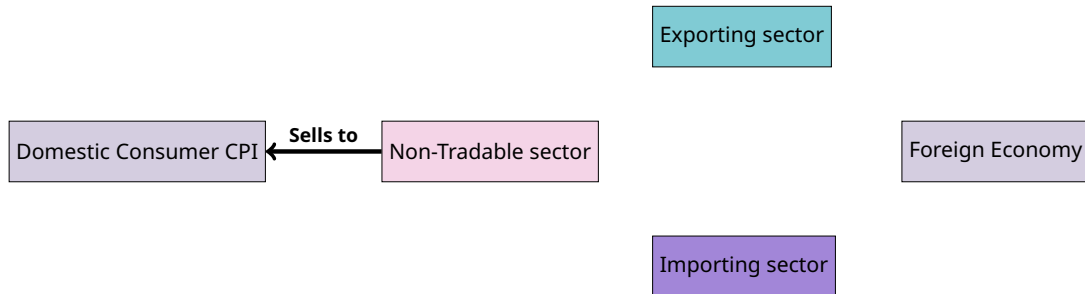 Exporting sector
Sells to
Domestic Consumer CPI
Non-Tradable sector
Foreign Economy
Importing sector